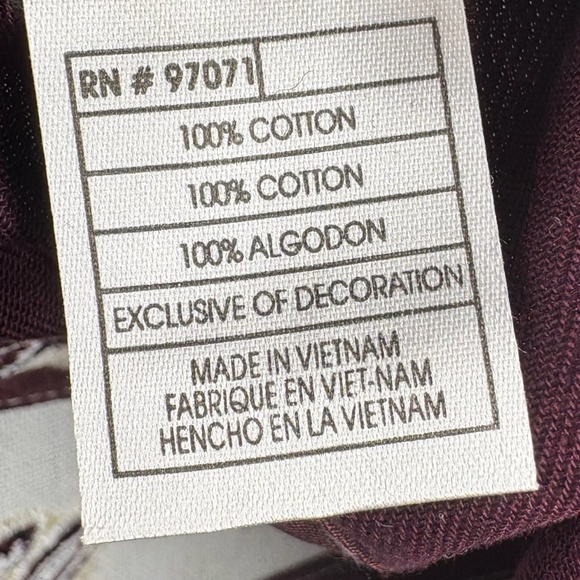 RN # 97071
100% COTTON
100% COTTON
100% ALGODON
EXCLUSIVE OF DECORATION
MADE IN VIETNAM
FABRIQUE EN VIET-NAM
HENCHO EN LA VIETNAM